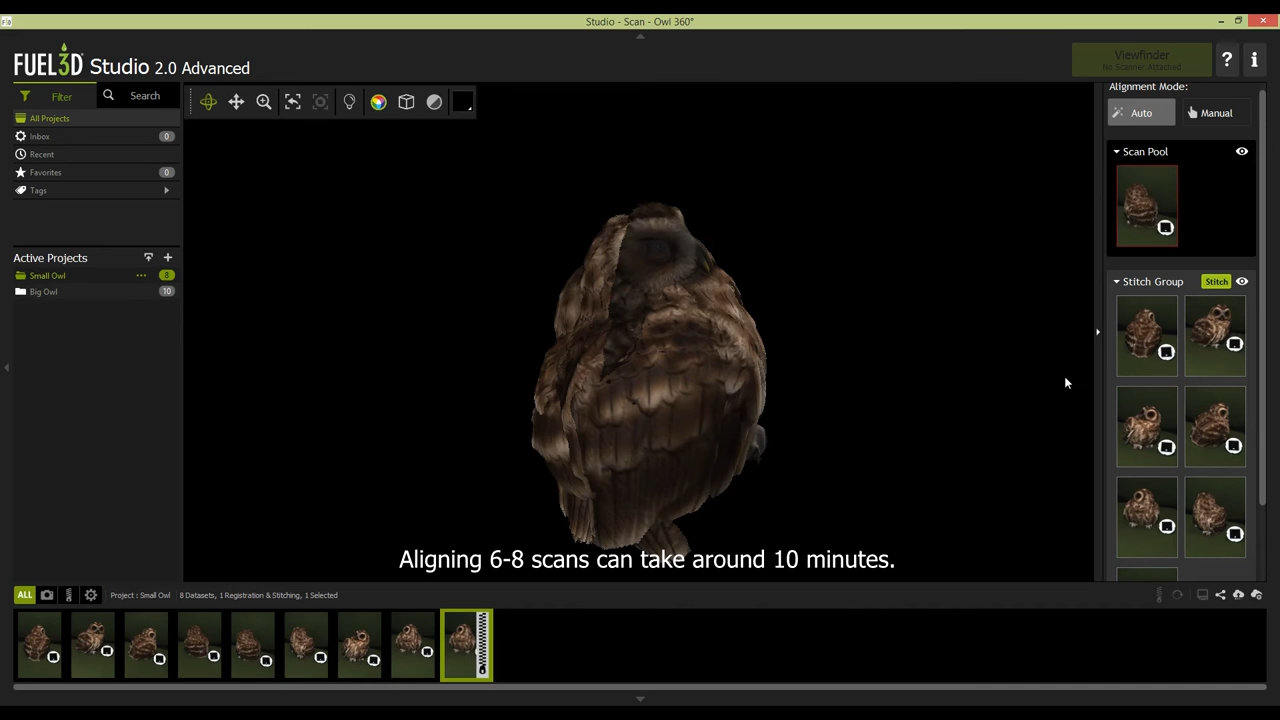 Studio - Scan - Owl 360°
FUEL3D Studio 2.0 Advanced
Viewfinder
No Scanner Attached
?
i
Filter
Search
All Projects
Inbox
0
Recent
Favorites
0
Tags
Active Projects
Small Owl
8
Big Owl
10
Alignment Mode:
Auto
Manual
Scan Pool
Stitch Group
Stitch
Aligning 6-8 scans can take around 10 minutes.
ALL
Project : Small Owl
8 Datasets, 1 Registration & Stitching, 1 Selected